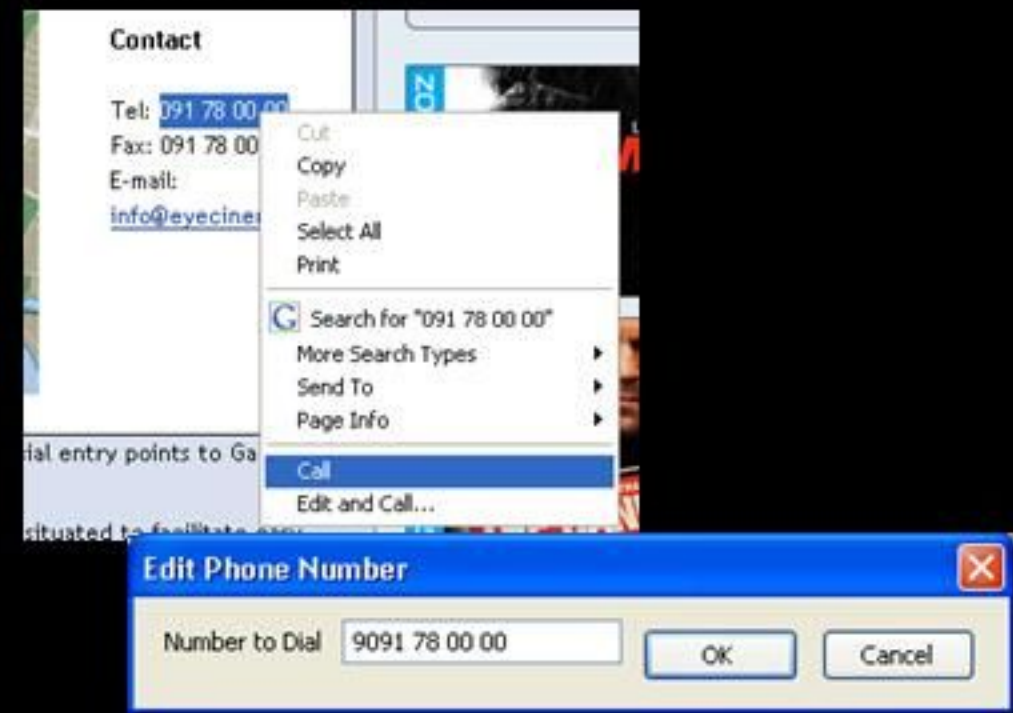 Contact
Tel: 091 78 00 00
Fax: 091 78 00
E-mail:
info@eyecine
Cut
Copy
Paste
Select All
Print
Search for "091 78 00 00"
More Search Types
Send To
Page Info
Call
Edit and Call...
ial entry points to Ga
situated to facilitate easy
Edit Phone Number
Number to Dial 9091 78 00 00 OK Cancel